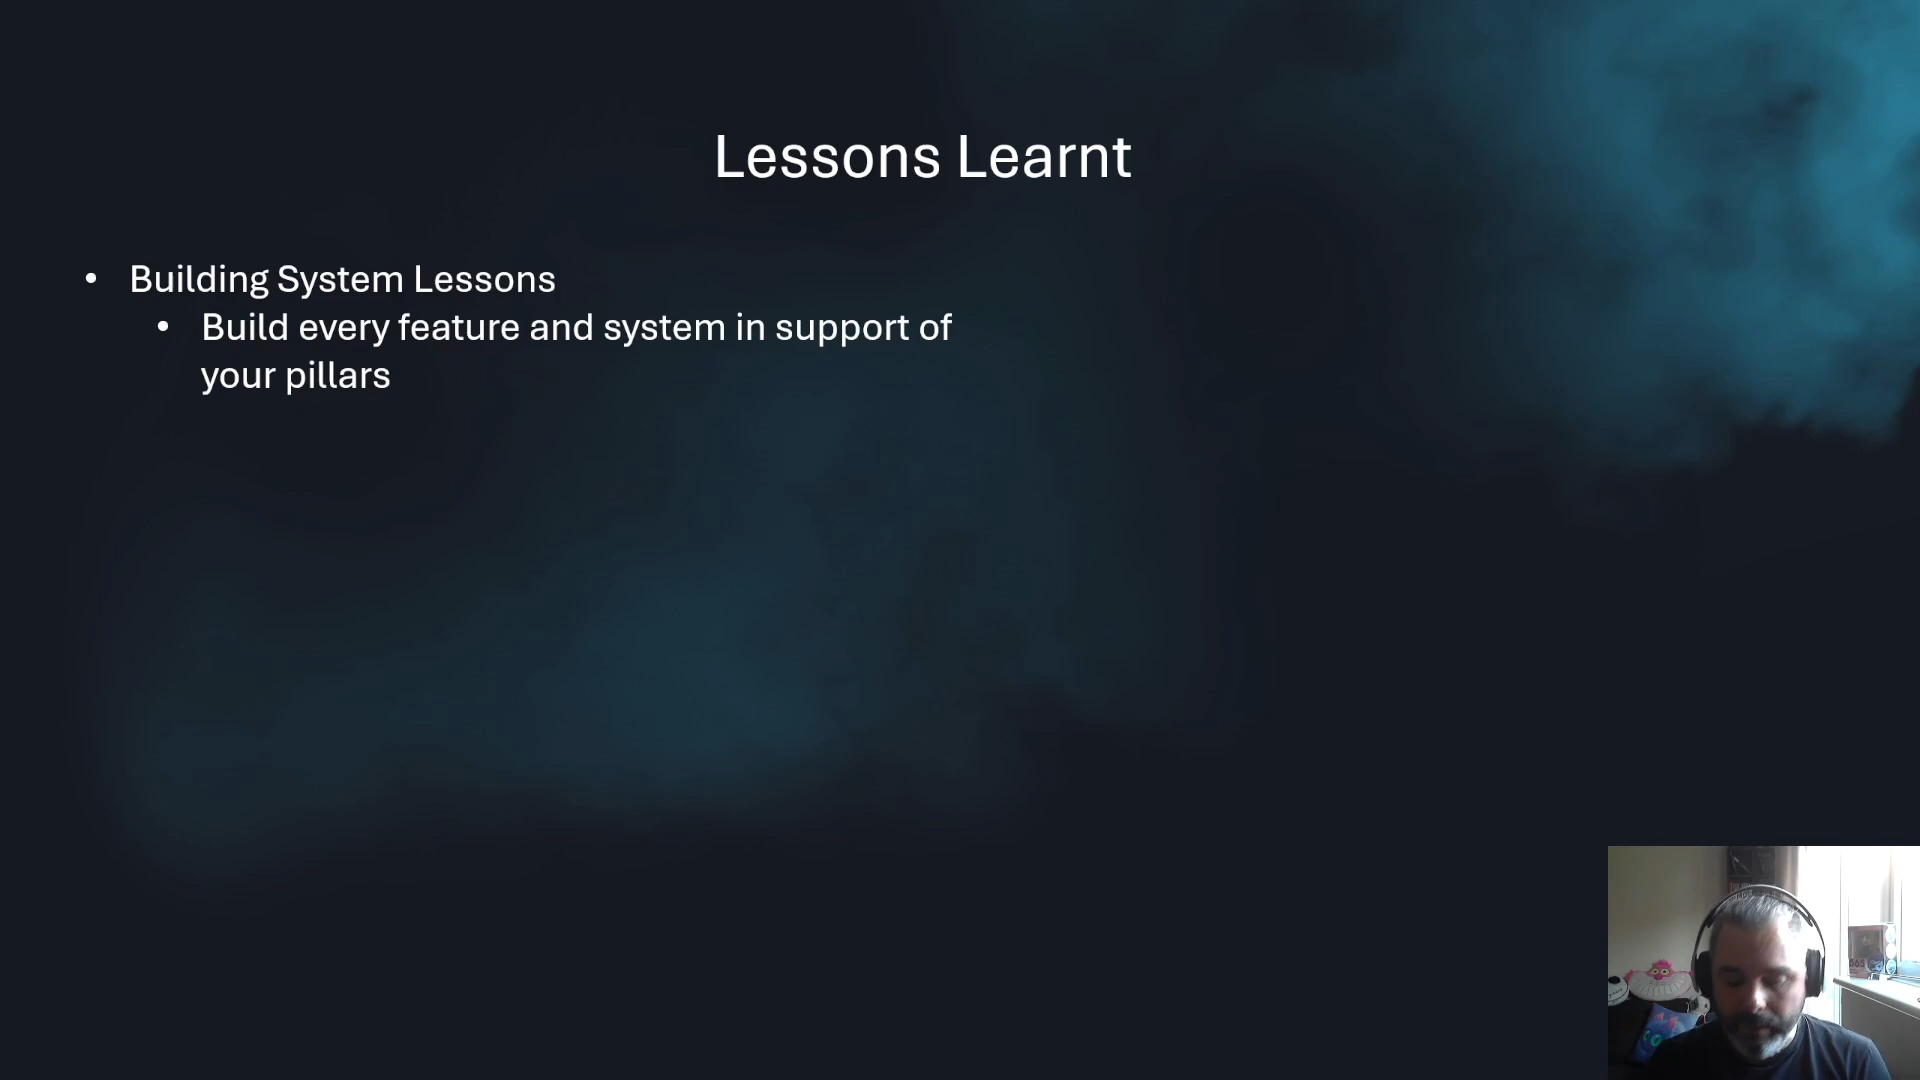 Lessons Learnt
• Building System Lessons
• Build every feature and system in support of
your pillars